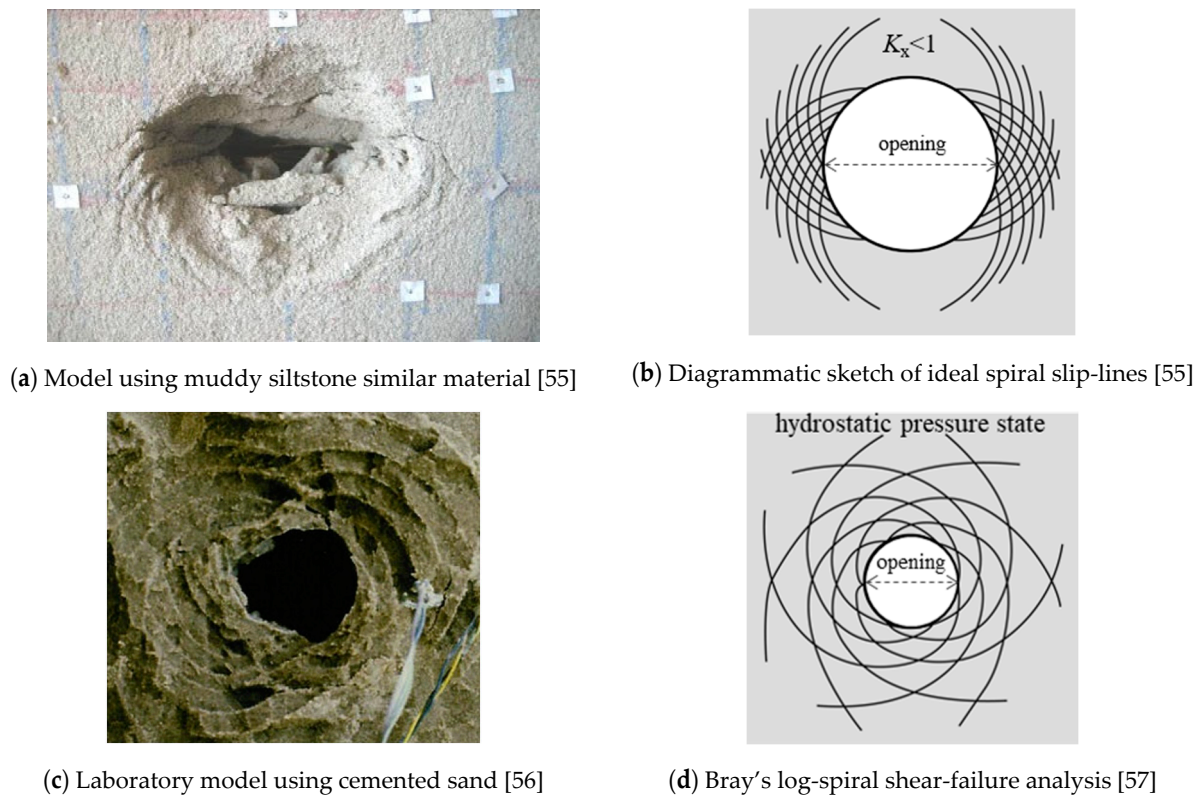 Kx<1
opening
(a) Model using muddy siltstone similar material [55]
(b) Diagrammatic sketch of ideal spiral slip-lines [55]
hydrostatic pressure state
opening
(c) Laboratory model using cemented sand [56]
(d) Bray’s log-spiral shear-failure analysis [57]